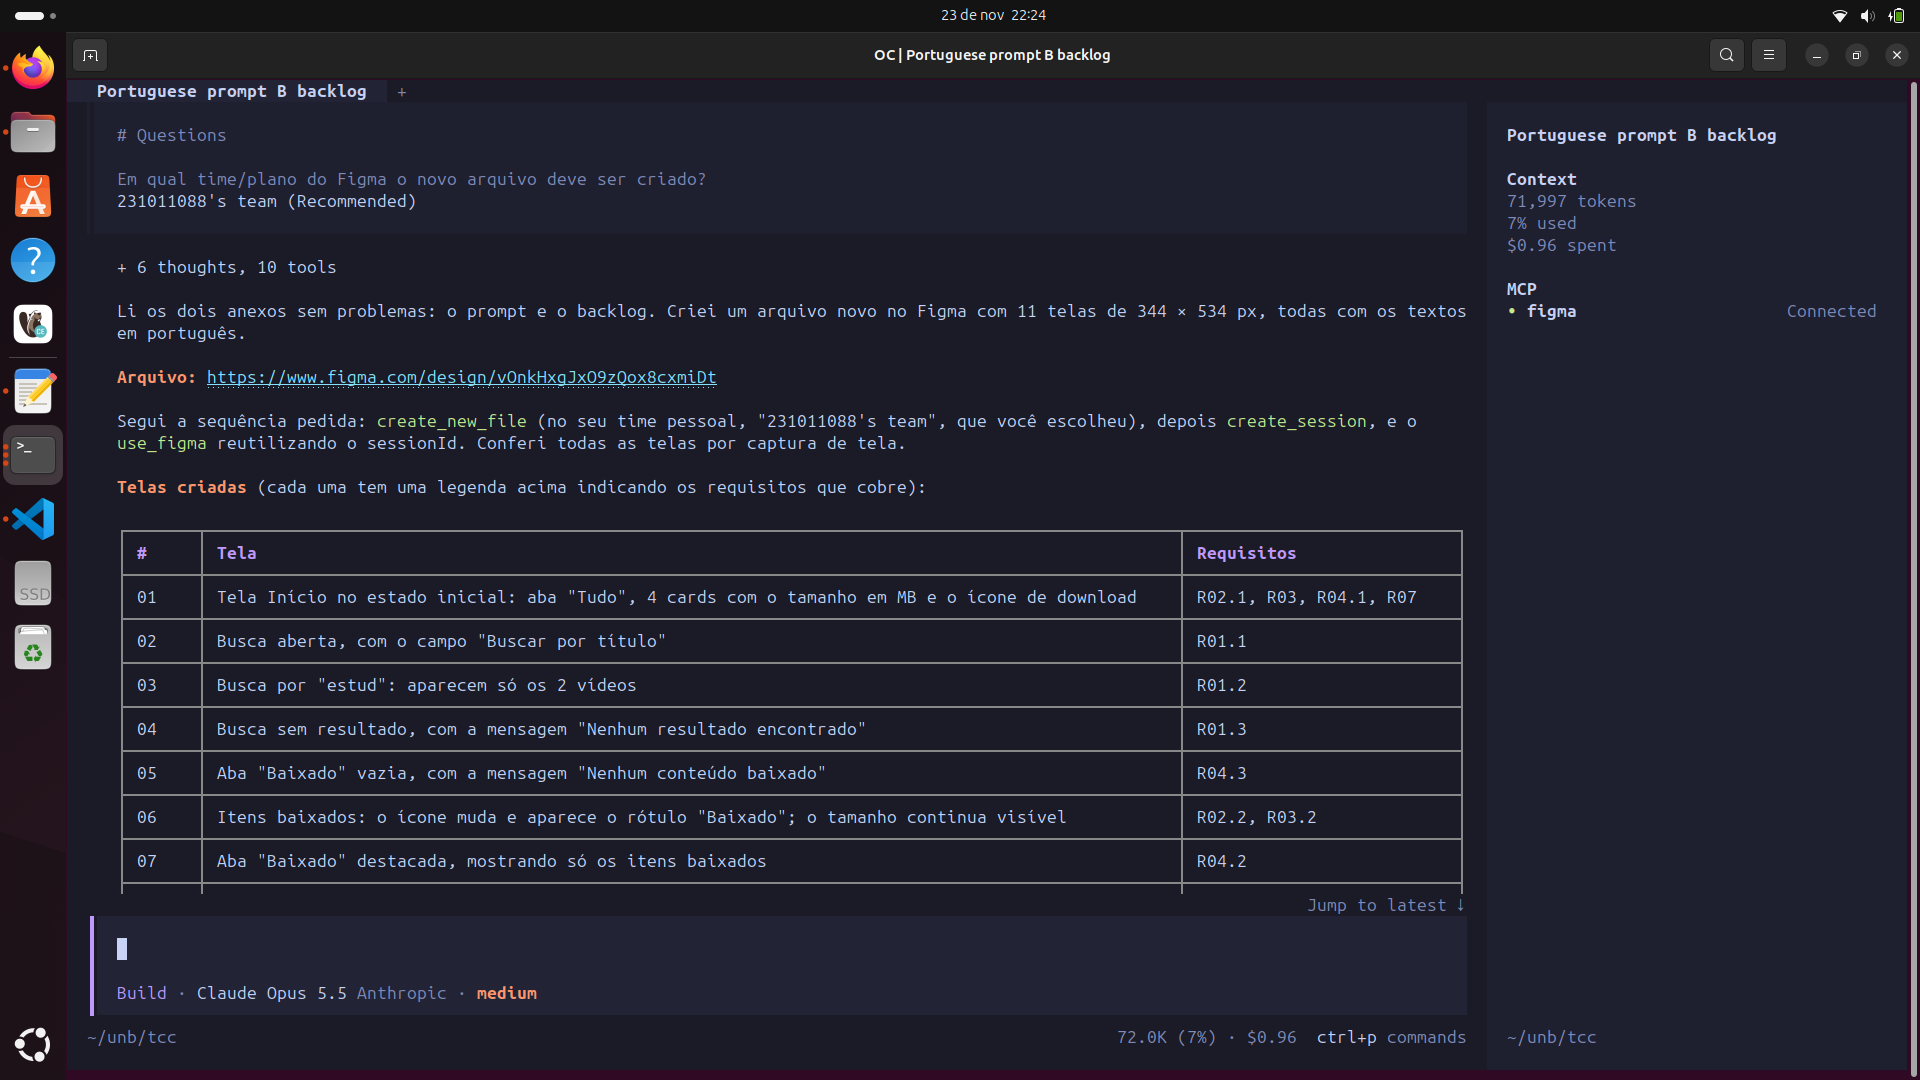 23 de nov 22:24
OC | Portuguese prompt B backlog
Portuguese prompt B backlog +
# Questions
Em qual time/plano do Figma o novo arquivo deve ser criado?
231011088's team (Recommended)
+ 6 thoughts, 10 tools
Li os dois anexos sem problemas: o prompt e o backlog. Criei um arquivo novo no Figma com 11 telas de 344 × 534 px, todas com os textos
em português.
Arquivo: https://www.figma.com/design/vOnkHxgJxO9zQox8cxmiDt
Segui a sequência pedida: create_new_file (no seu time pessoal, "231011088's team", que você escolheu), depois create_session, e o
use_figma reutilizando o sessionId. Conferi todas as telas por captura de tela.
Telas criadas (cada uma tem uma legenda acima indicando os requisitos que cobre):
# Tela Requisitos
01 Tela Início no estado inicial: aba "Tudo", 4 cards com o tamanho em MB e o ícone de download R02.1, R03, R04.1, R07
02 Busca aberta, com o campo "Buscar por título" R01.1
03 Busca por "estud": aparecem só os 2 vídeos R01.2
04 Busca sem resultado, com a mensagem "Nenhum resultado encontrado" R01.3
05 Aba "Baixado" vazia, com a mensagem "Nenhum conteúdo baixado" R04.3
06 Itens baixados: o ícone muda e aparece o rótulo "Baixado"; o tamanho continua visível R02.2, R03.2
07 Aba "Baixado" destacada, mostrando só os itens baixados R04.2
Jump to latest ↓
Build · Claude Opus 5.5 Anthropic · medium
~/unb/tcc 72.0K (7%) · $0.96 ctrl+p commands
Portuguese prompt B backlog
Context
71,997 tokens
7% used
$0.96 spent
MCP
• figma Connected
~/unb/tcc
SSD